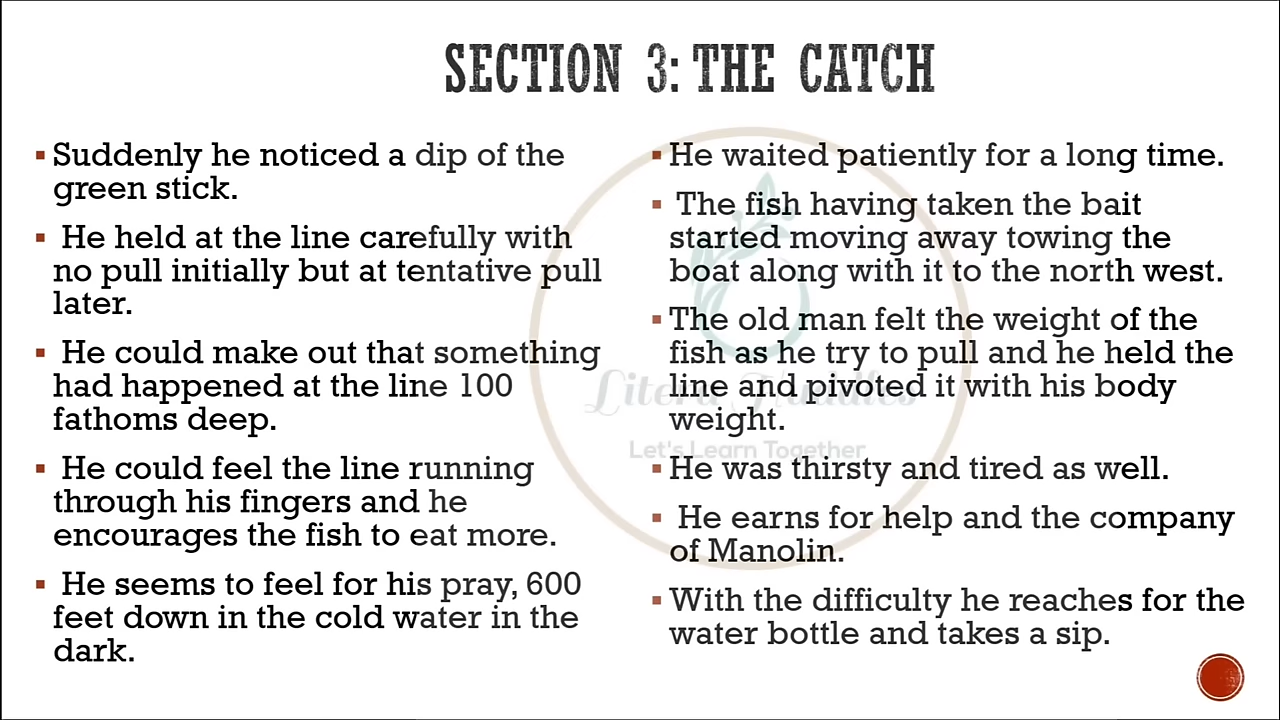 SECTION 3: THE CATCH
▪ Suddenly he noticed a dip of the
green stick.
▪ He held at the line carefully with
no pull initially but at tentative pull
later.
▪ He could make out that something
had happened at the line 100
fathoms deep.
▪ He could feel the line running
through his fingers and he
encourages the fish to eat more.
▪ He seems to feel for his pray, 600
feet down in the cold water in the
dark.
▪ He waited patiently for a long time.
▪ The fish having taken the bait
started moving away towing the
boat along with it to the north west.
▪ The old man felt the weight of the
fish as he try to pull and he held the
line and pivoted it with his body
weight.
▪ He was thirsty and tired as well.
▪ He earns for help and the company
of Manolin.
▪ With the difficulty he reaches for the
water bottle and takes a sip.
Let's Learn Together